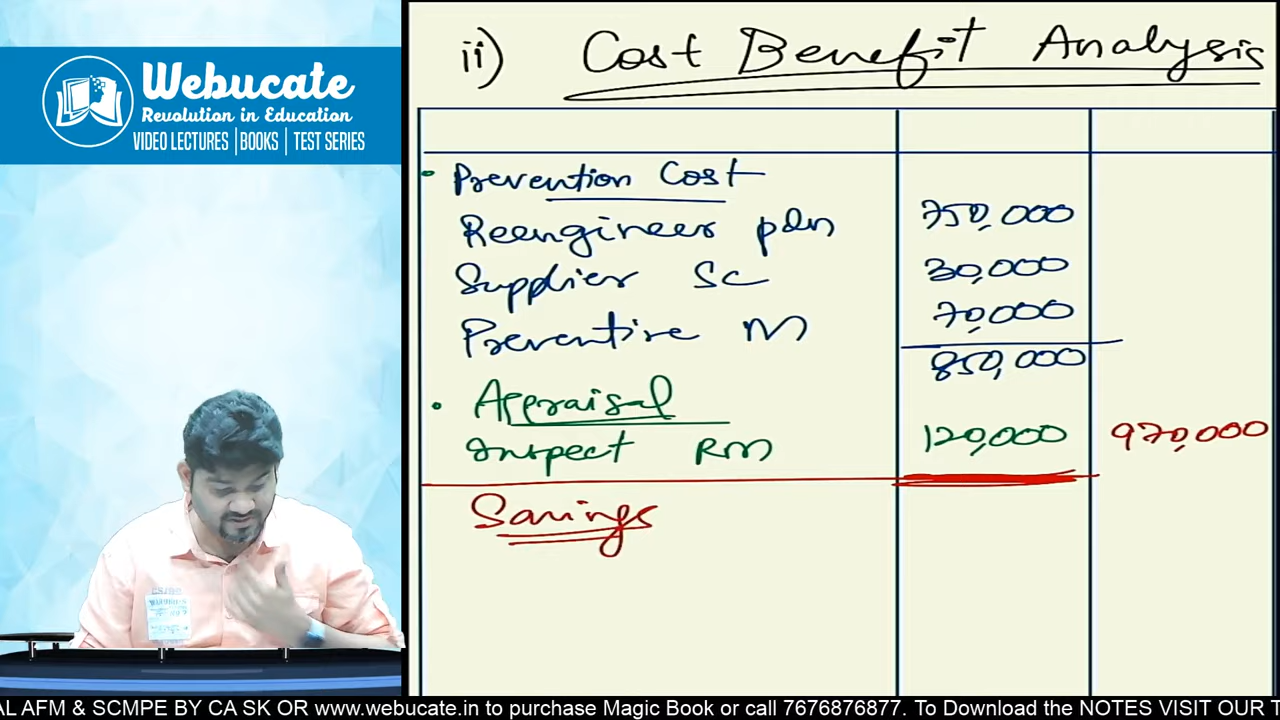 Webucate
Revolution in Education
VIDEO LECTURES | BOOKS | TEST SERIES
ii) Cost Benefit Analysis
• Prevention Cost
Reengineer pdn 750,000
Supplier Sc 30,000
Preventive M 70,000
850,000
• Appraisal
Inspect RM 120,000 970,000
Savings
AL AFM & SCMPE BY CA SK OR www.webucate.in to purchase Magic Book or call 7676876877. To Download the NOTES VISIT OUR T